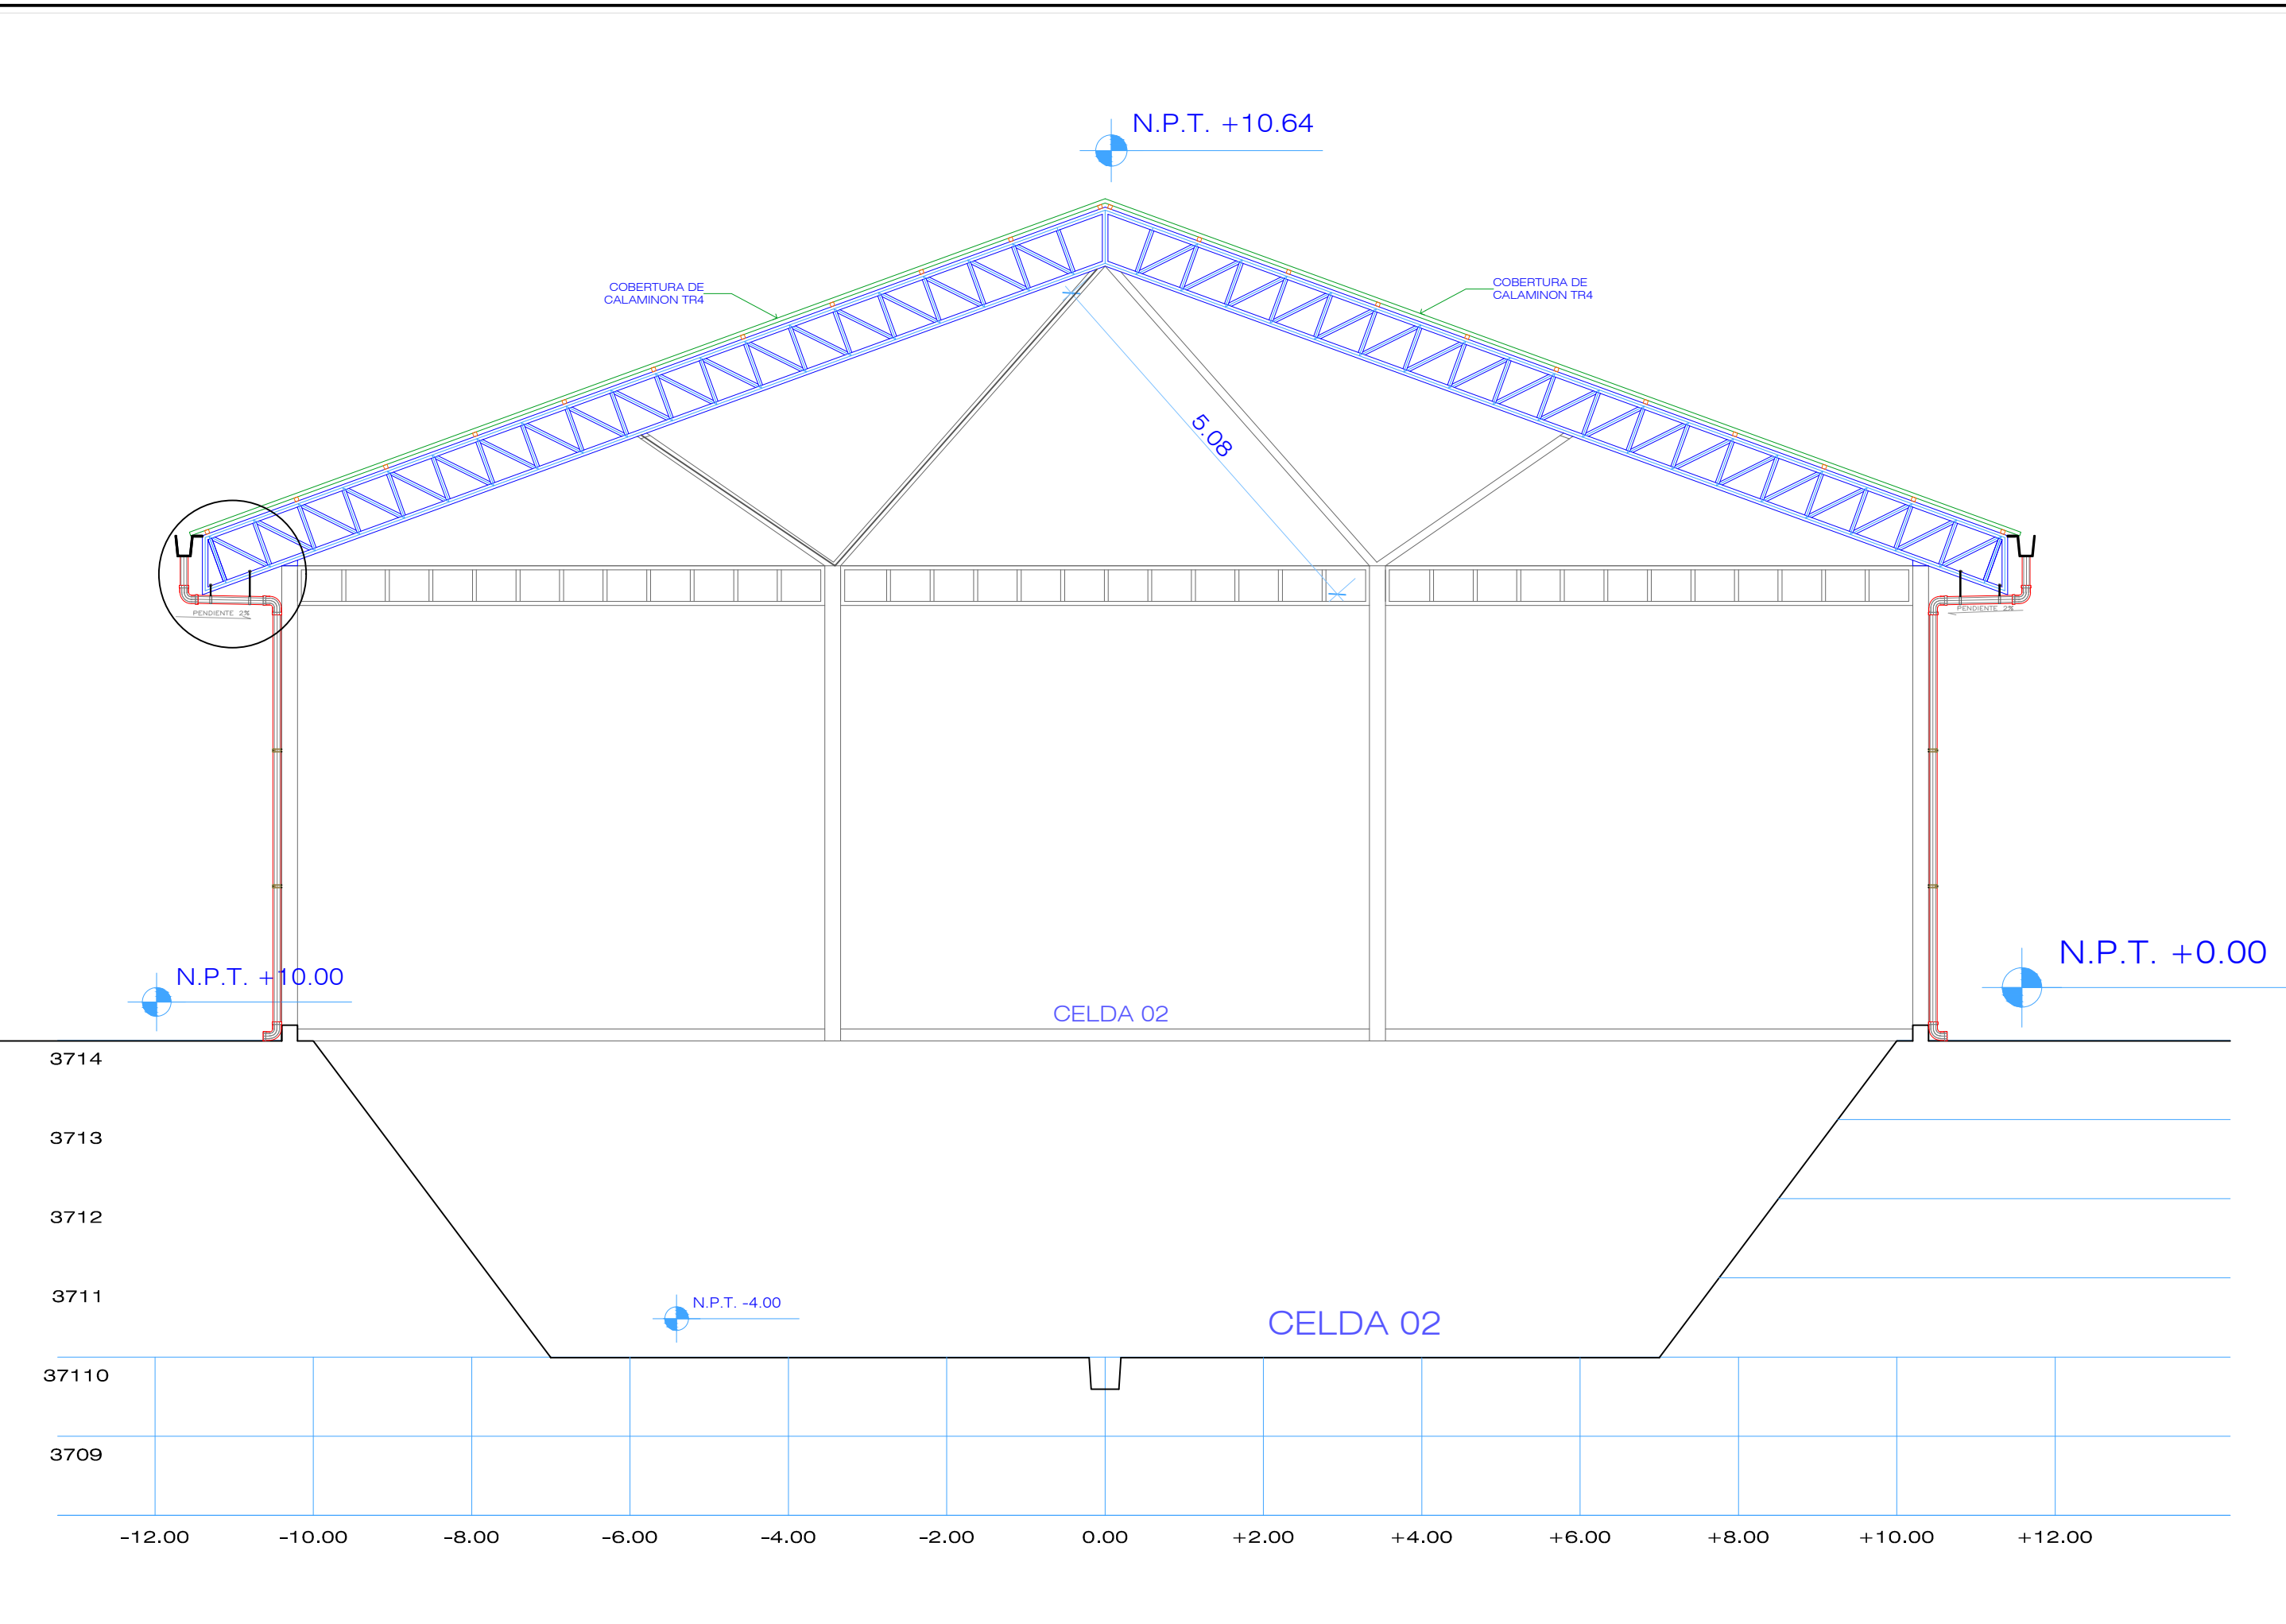 N.P.T. +10.64
COBERTURA DE
CALAMINON TR4
COBERTURA DE
CALAMINON TR4
5.08
PENDIENTE 2%
PENDIENTE 2%
N.P.T. +10.00
N.P.T. +0.00
CELDA 02
3714
3713
3712
3711
N.P.T. -4.00
CELDA 02
37110
3709
-12.00 -10.00 -8.00 -6.00 -4.00 -2.00 0.00 +2.00 +4.00 +6.00 +8.00 +10.00 +12.00